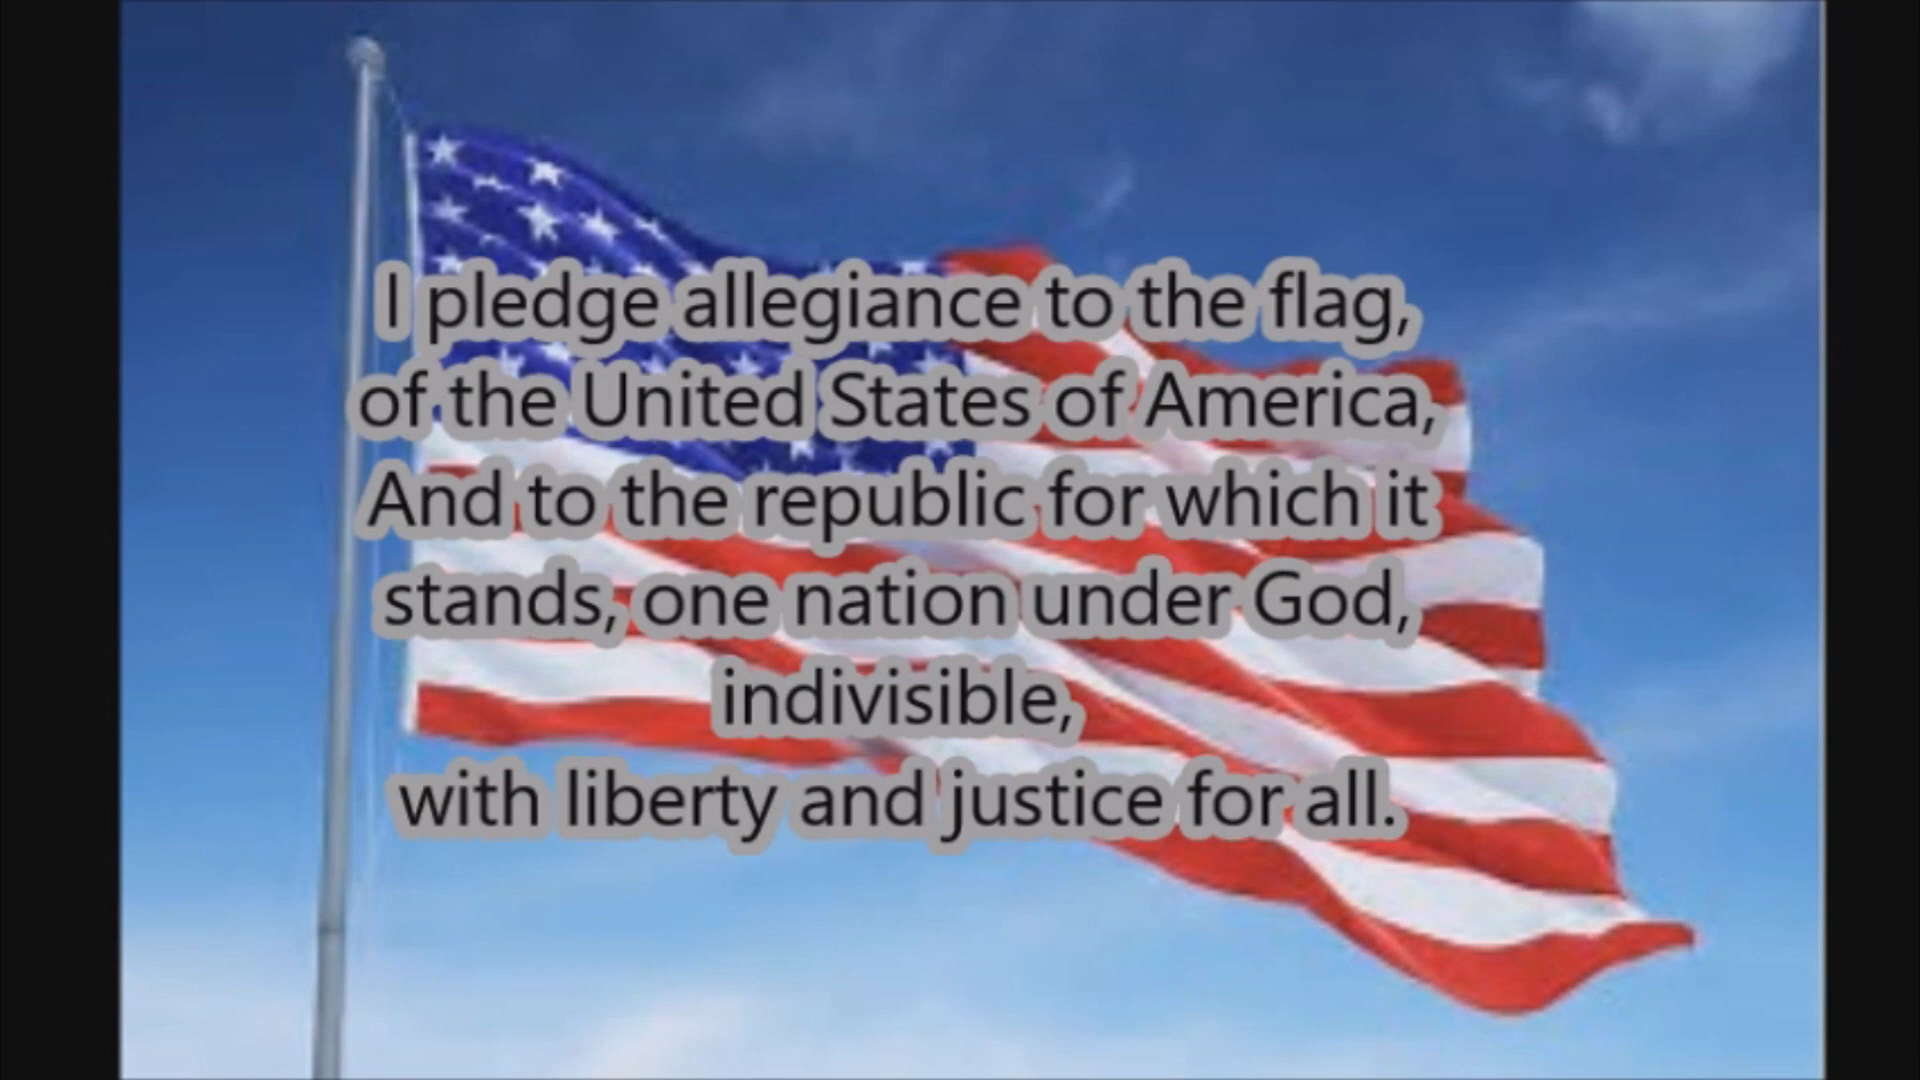 I pledge allegiance to the flag,
of the United States of America,
And to the republic for which it
stands, one nation under God,
indivisible,
with liberty and justice for all.